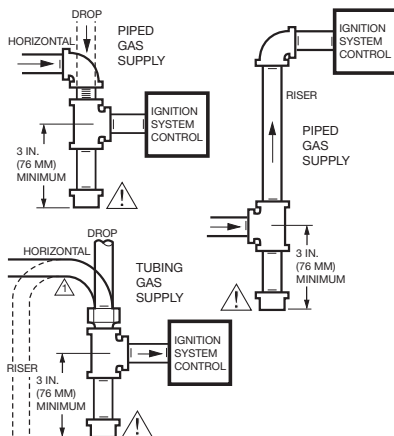 DROP
HORIZONTAL
PIPED
GAS
SUPPLY
IGNITION
SYSTEM
CONTROL
3 IN.
(76 MM)
MINIMUM
!
IGNITION
SYSTEM
CONTROL
RISER
PIPED
GAS
SUPPLY
3 IN.
(76 MM)
MINIMUM
!
DROP
HORIZONTAL
TUBING
GAS
SUPPLY
1
IGNITION
SYSTEM
CONTROL
RISER
3 IN.
(76 MM)
MINIMUM
!